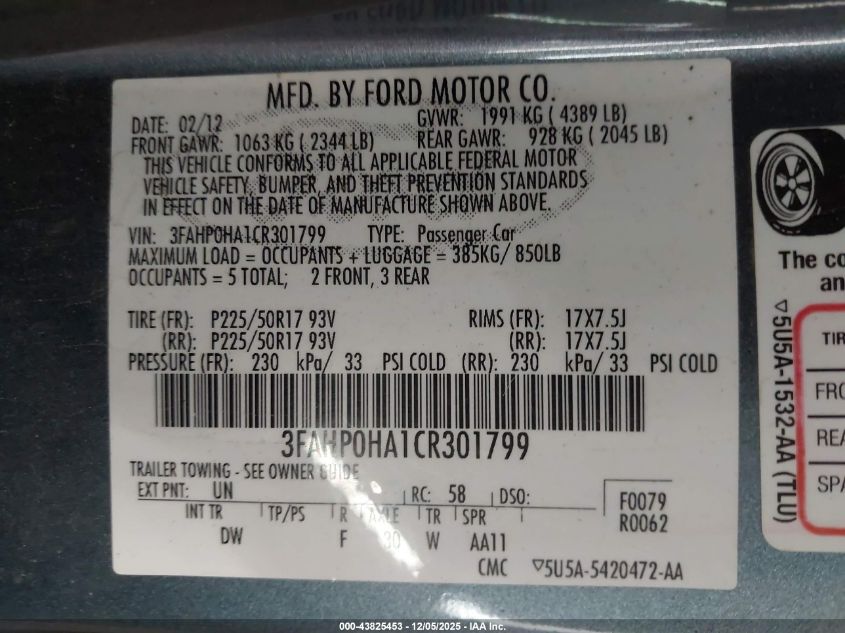 MFD. BY FORD MOTOR CO.
DATE: 02/12 GVWR: 1991 KG ( 4389 LB)
FRONT GAWR: 1063 KG ( 2344 LB) REAR GAWR: 928 KG ( 2045 LB)
THIS VEHICLE CONFORMS TO ALL APPLICABLE FEDERAL MOTOR
VEHICLE SAFETY, BUMPER, AND THEFT PREVENTION STANDARDS
IN EFFECT ON THE DATE OF MANUFACTURE SHOWN ABOVE.
VIN: 3FAHP0HA1CR301799 TYPE: Passenger Car
MAXIMUM LOAD = OCCUPANTS + LUGGAGE = 385KG/ 850LB
OCCUPANTS = 5 TOTAL; 2 FRONT, 3 REAR
TIRE (FR): P225/50R17 93V RIMS (FR): 17X7.5J
(RR): P225/50R17 93V (RR): 17X7.5J
PRESSURE (FR): 230 kPa/ 33 PSI COLD (RR): 230 kPa/ 33 PSI COLD
3FAHP0HA1CR301799
TRAILER TOWING - SEE OWNER GUIDE
EXT PNT: UN RC: 58 DSO:
F0079
R0062
INT TR TP/PS R AXLE TR SPR
DW F 30 W AA11
CMC ▽5U5A-5420472-AA
The co
an
▽5U5A-1532-AA (TLU)
TIR
FRO
REA
SPA
000-43825453 - 12/05/2025 - IAA Inc.